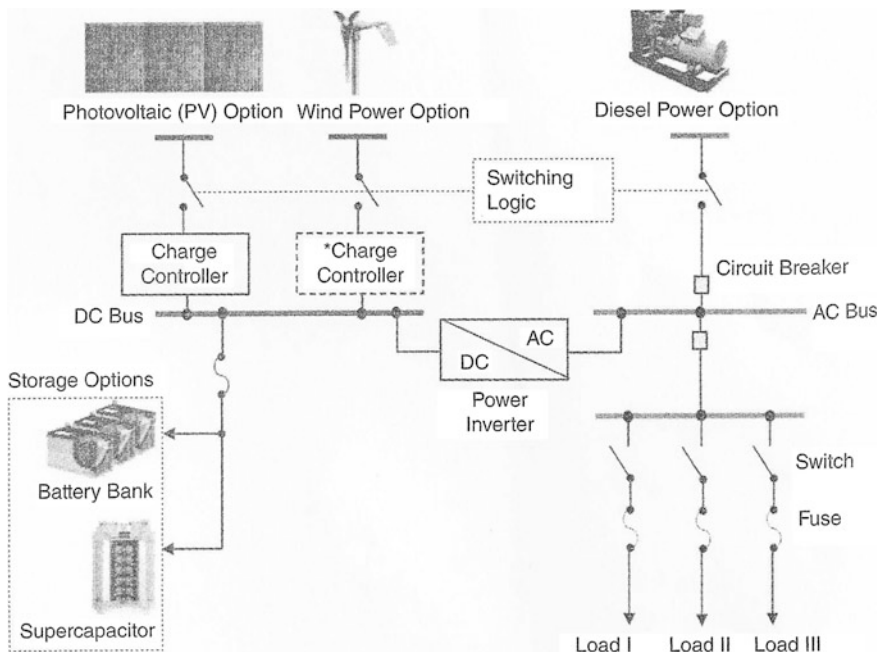 Photovoltaic (PV) Option
Wind Power Option
Diesel Power Option
Switching
Logic
Charge
Controller
*Charge
Controller
Circuit Breaker
DC Bus
AC
DC
AC Bus
Power
Inverter
Storage Options
Battery Bank
Supercapacitor
Switch
Fuse
Load I
Load II
Load III